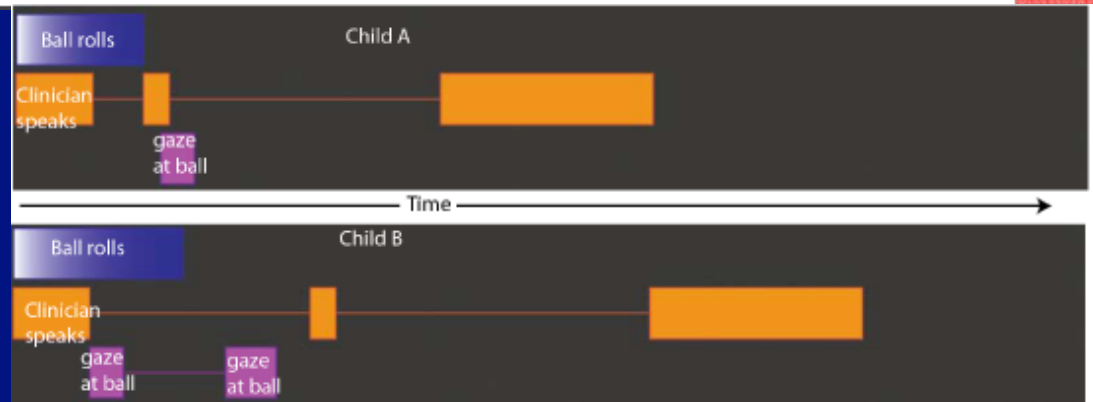 Ball rolls
Child A
Clinician
speaks
gaze
at ball
Time
Child B
Ball rolls
Clinician
speaks
gaze
at ball
gaze
at ball